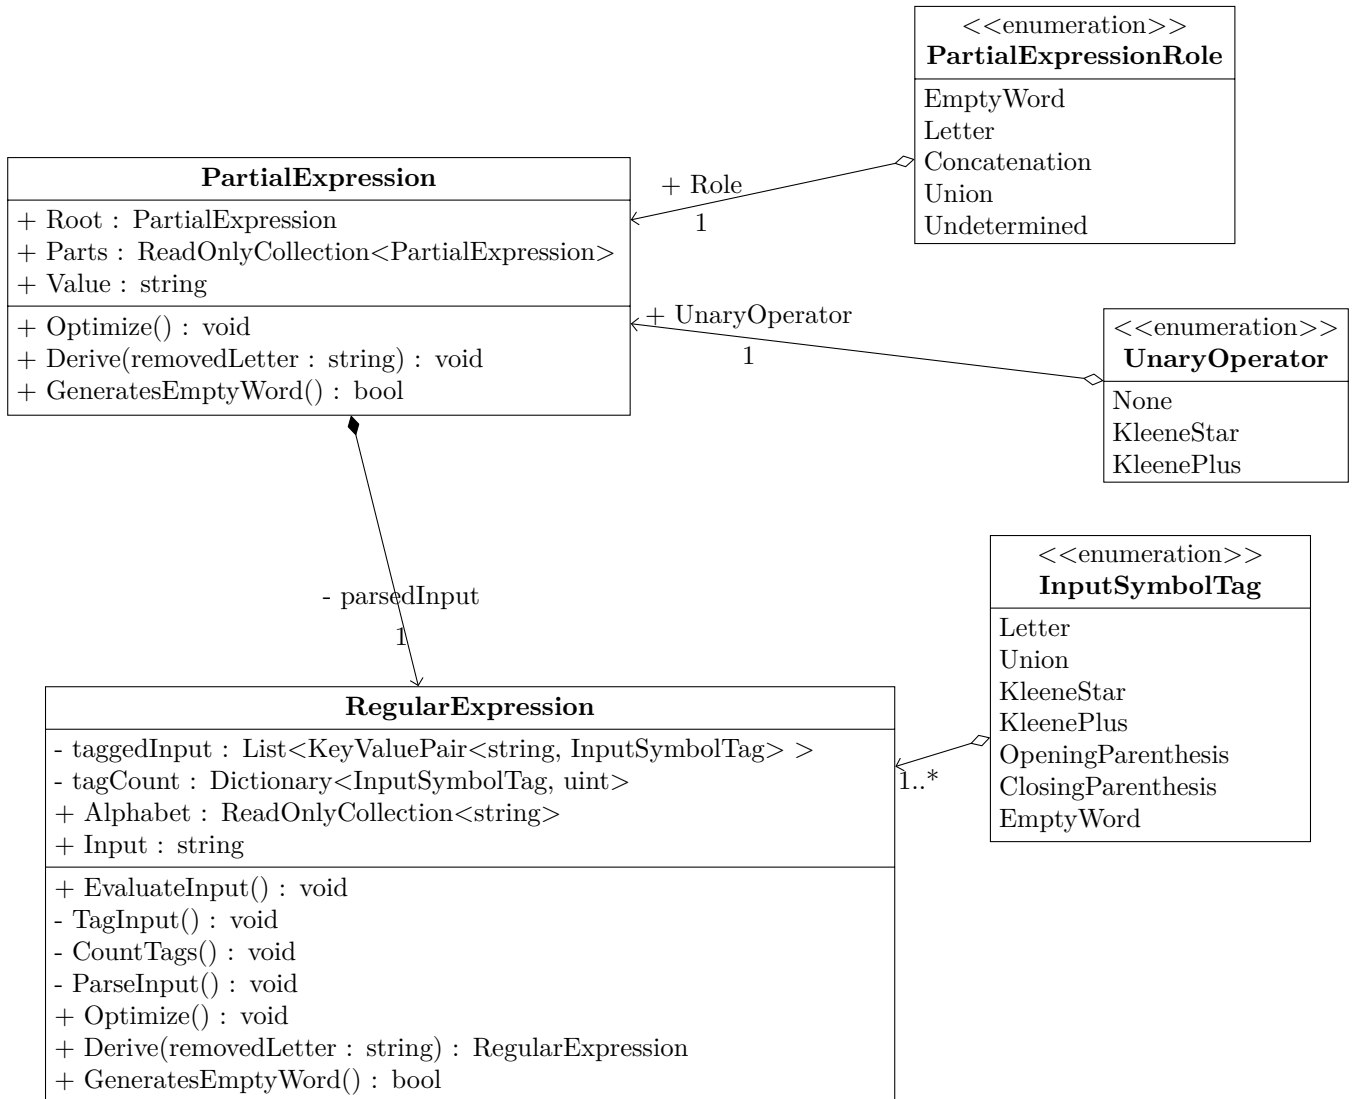 <<enumeration>>
PartialExpressionRole
EmptyWord
Letter
Concatenation
Union
Undetermined
PartialExpression
+ Root : PartialExpression
+ Parts : ReadOnlyCollection<PartialExpression>
+ Value : string
+ Optimize() : void
+ Derive(removedLetter : string) : void
+ GeneratesEmptyWord() : bool
+ Role
1
+ UnaryOperator
1
<<enumeration>>
UnaryOperator
None
KleeneStar
KleenePlus
- parsedInput
1
<<enumeration>>
InputSymbolTag
Letter
Union
KleeneStar
KleenePlus
OpeningParenthesis
ClosingParenthesis
EmptyWord
1..*
RegularExpression
- taggedInput : List<KeyValuePair<string, InputSymbolTag> >
- tagCount : Dictionary<InputSymbolTag, uint>
+ Alphabet : ReadOnlyCollection<string>
+ Input : string
+ EvaluateInput() : void
- TagInput() : void
- CountTags() : void
- ParseInput() : void
+ Optimize() : void
+ Derive(removedLetter : string) : RegularExpression
+ GeneratesEmptyWord() : bool